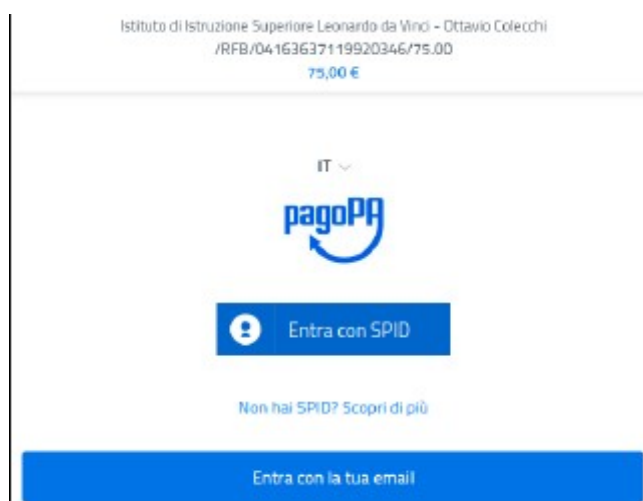 Istituto di Istruzione Superiore Leonardo da Vinci - Ottavio Colecchi
/RFB/04163637119920346/75.00
75,00 €
IT
pagoPA
Entra con SPID
Non hai SPID? Scopri di più
Entra con la tua email